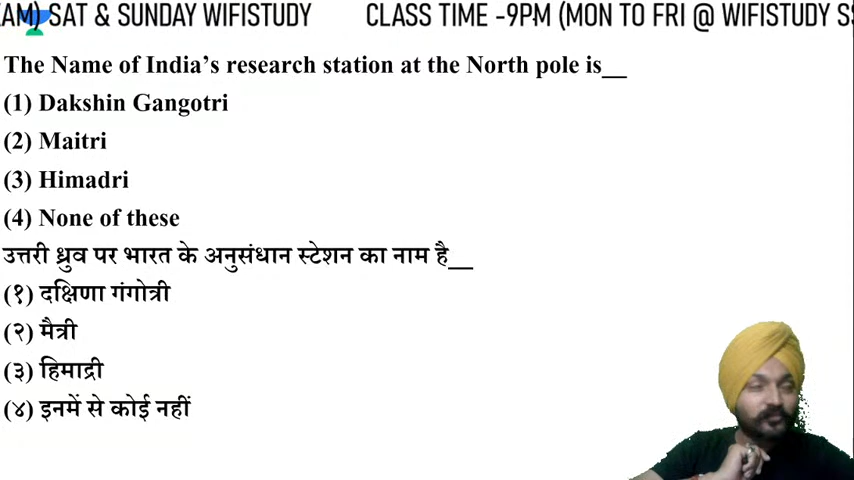 EAM) SAT & SUNDAY WIFISTUDY CLASS TIME -9PM (MON TO FRI @ WIFISTUDY SS
The Name of India’s research station at the North pole is__
(1) Dakshin Gangotri
(2) Maitri
(3) Himadri
(4) None of these
उत्तरी ध्रुव पर भारत के अनुसंधान स्टेशन का नाम है__
(१) दक्षिणा गंगोत्री
(२) मैत्री
(३) हिमाद्री
(४) इनमें से कोई नहीं